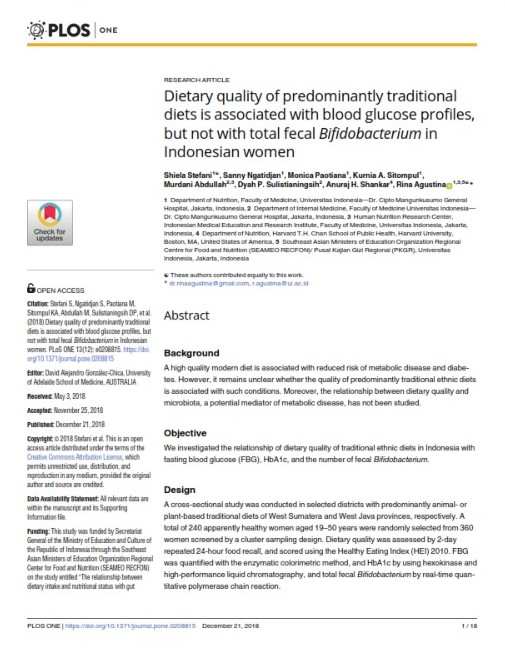 PLOS ONE
RESEARCH ARTICLE
Dietary quality of predominantly traditional
diets is associated with blood glucose profiles,
but not with total fecal Bifidobacterium in
Indonesian women
Shiela Stefani1☯, Sanny Ngatidjan1, Monica Paotiana1, Kurnia A. Sitompul1,
Murdani Abdullah2,3, Dyah P. Sulistianingsih2, Anuraj H. Shankar4, Rina Agustina1,3,5☯*
1 Department of Nutrition, Faculty of Medicine, Universitas Indonesia—Dr. Cipto Mangunkusumo General
Hospital, Jakarta, Indonesia, 2 Department of Internal Medicine, Faculty of Medicine Universitas Indonesia—
Dr. Cipto Mangunkusumo General Hospital, Jakarta, Indonesia, 3 Human Nutrition Research Center,
Indonesian Medical Education and Research Institute, Faculty of Medicine, Universitas Indonesia, Jakarta,
Indonesia, 4 Department of Nutrition, Harvard T.H. Chan School of Public Health, Harvard University,
Boston, MA, United States of America, 5 Southeast Asian Ministers of Education Organization Regional
Centre for Food and Nutrition (SEAMEO RECFON)/ Pusat Kajian Gizi Regional (PKGR), Universitas
Indonesia, Jakarta, Indonesia
☯ These authors contributed equally to this work.
* dr.rinaagustina@gmail.com, r.agustina@ui.ac.id
Check for
updates
OPEN ACCESS
Citation: Stefani S, Ngatidjan S, Paotiana M,
Sitompul KA, Abdullah M, Sulistianingsih DP, et al.
(2018) Dietary quality of predominantly traditional
diets is associated with blood glucose profiles, but
not with total fecal Bifidobacterium in Indonesian
women. PLoS ONE 13(12): e0208815. https://doi.
org/10.1371/journal.pone.0208815
Editor: David Alejandro González-Chica, University
of Adelaide School of Medicine, AUSTRALIA
Received: May 3, 2018
Accepted: November 25, 2018
Published: December 21, 2018
Copyright: © 2018 Stefani et al. This is an open
access article distributed under the terms of the
Creative Commons Attribution License, which
permits unrestricted use, distribution, and
reproduction in any medium, provided the original
author and source are credited.
Data Availability Statement: All relevant data are
within the manuscript and its Supporting
Information file.
Funding: This study was funded by Secretariat
General of the Ministry of Education and Culture of
the Republic of Indonesia through the Southeast
Asian Ministers of Education Organization Regional
Center for Food and Nutrition (SEAMEO RECFON)
on the study entitled "The relationship between
dietary intake and nutritional status with gut
Abstract
Background
A high quality modern diet is associated with reduced risk of metabolic disease and diabe-
tes. However, it remains unclear whether the quality of predominantly traditional ethnic diets
is associated with such conditions. Moreover, the relationship between dietary quality and
microbiota, a potential mediator of metabolic disease, has not been studied.
Objective
We investigated the relationship of dietary quality of traditional ethnic diets in Indonesia with
fasting blood glucose (FBG), HbA1c, and the number of fecal Bifidobacterium.
Design
A cross-sectional study was conducted in selected districts with predominantly animal- or
plant-based traditional diets of West Sumatera and West Java provinces, respectively. A
total of 240 apparently healthy women aged 19–50 years were randomly selected from 360
women screened by a cluster sampling design. Dietary quality was assessed by 2-day
repeated 24-hour food recall, and scored using the Healthy Eating Index (HEI) 2010. FBG
was quantified with the enzymatic colorimetric method, and HbA1c by using hexokinase and
high-performance liquid chromatography, and total fecal Bifidobacterium by real-time quan-
titative polymerase chain reaction.
PLOS ONE | https://doi.org/10.1371/journal.pone.0208815 December 21, 2018
1 / 18